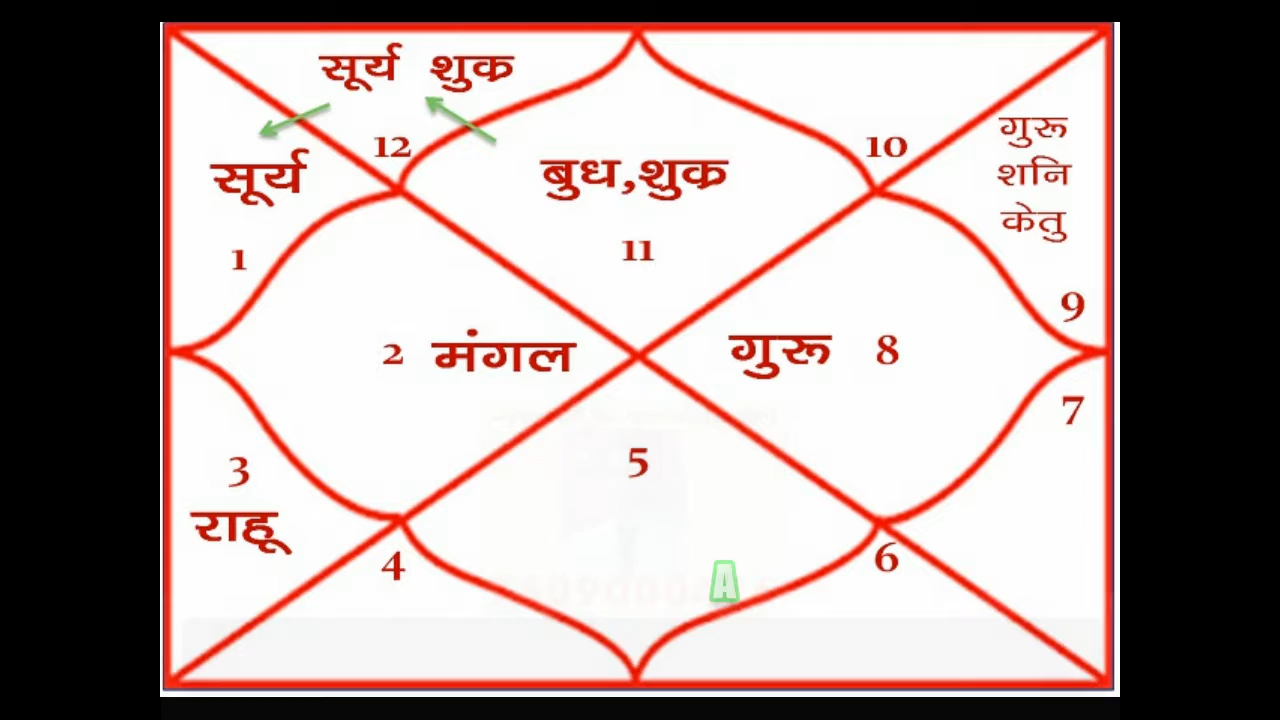 सूर्य शुक्र
12
10
गुरू
शनि
केतु
सूर्य
बुध,शुक्र
1
11
9
2 मंगल
गुरू 8
7
3
राहू
5
4
6
A